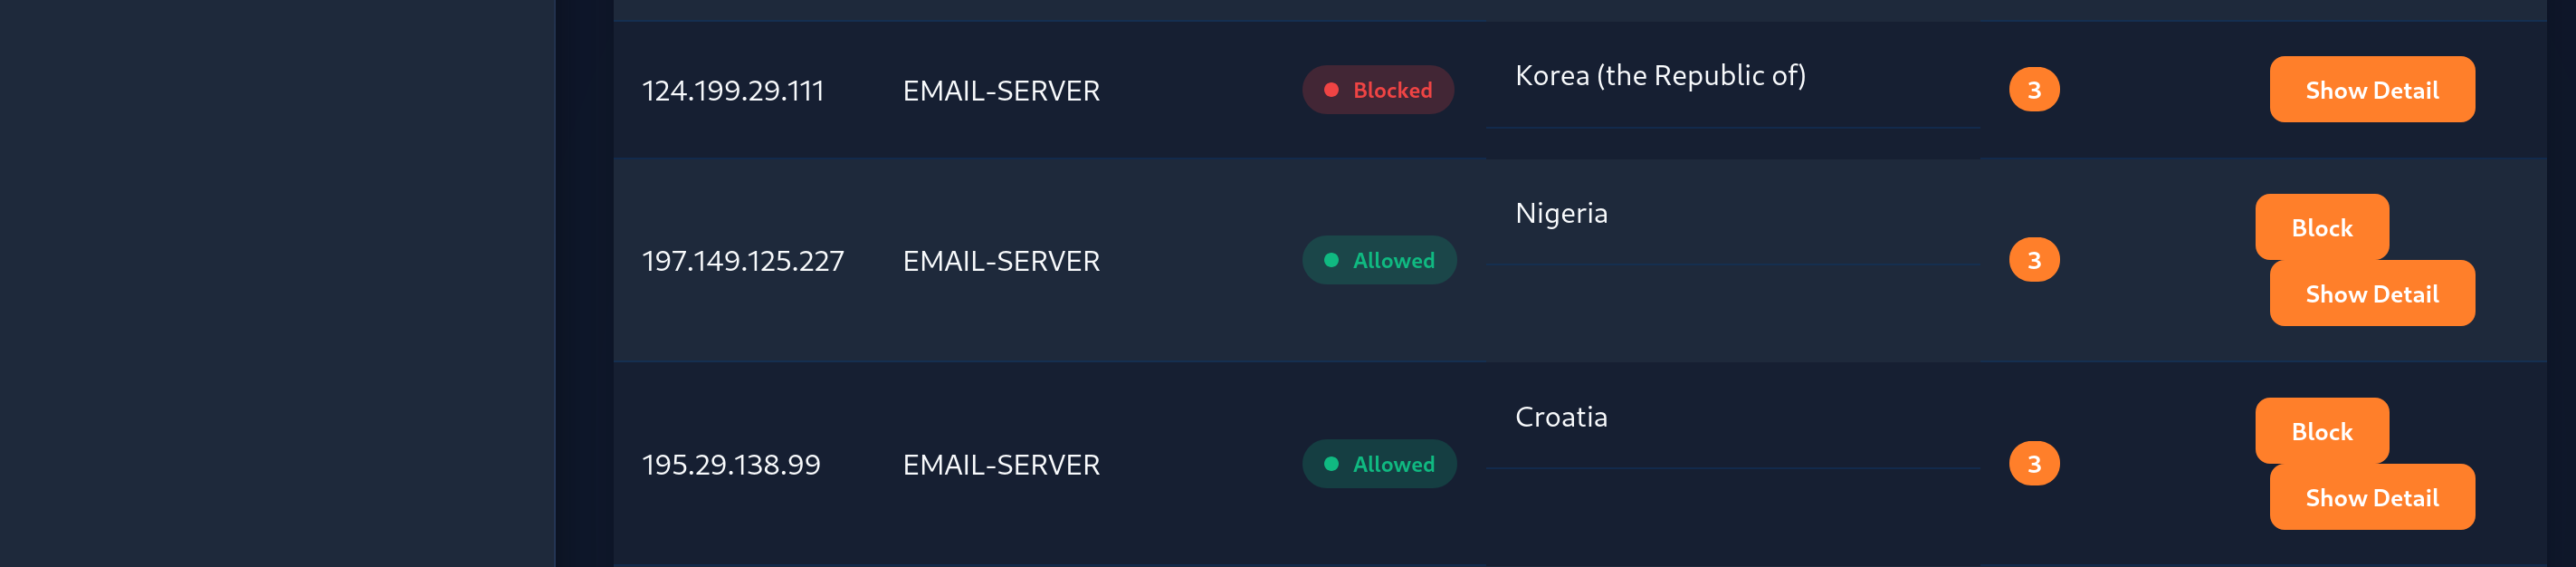 124.199.29.111 EMAIL-SERVER Blocked Korea (the Republic of) 3 Show Detail
197.149.125.227 EMAIL-SERVER Allowed Nigeria 3 Block
Show Detail
195.29.138.99 EMAIL-SERVER Allowed Croatia 3 Block
Show Detail